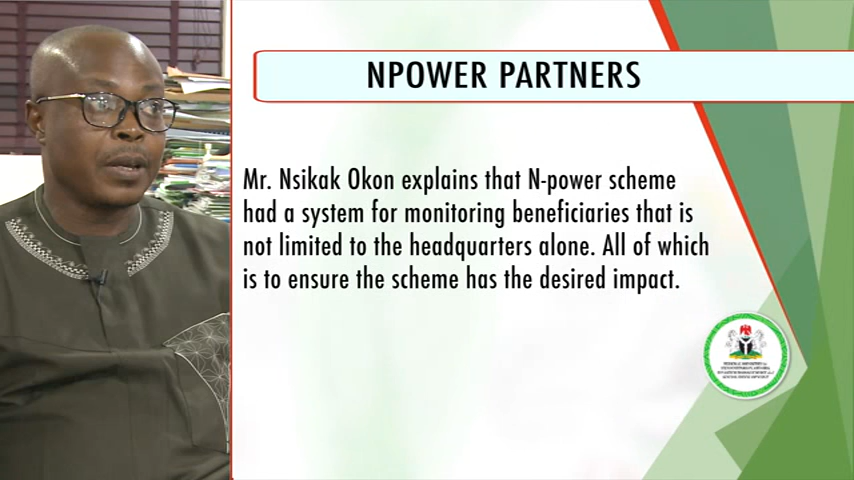 NPOWER PARTNERS
Mr. Nsikak Okon explains that N-power scheme
had a system for monitoring beneficiaries that is
not limited to the headquarters alone. All of which
is to ensure the scheme has the desired impact.